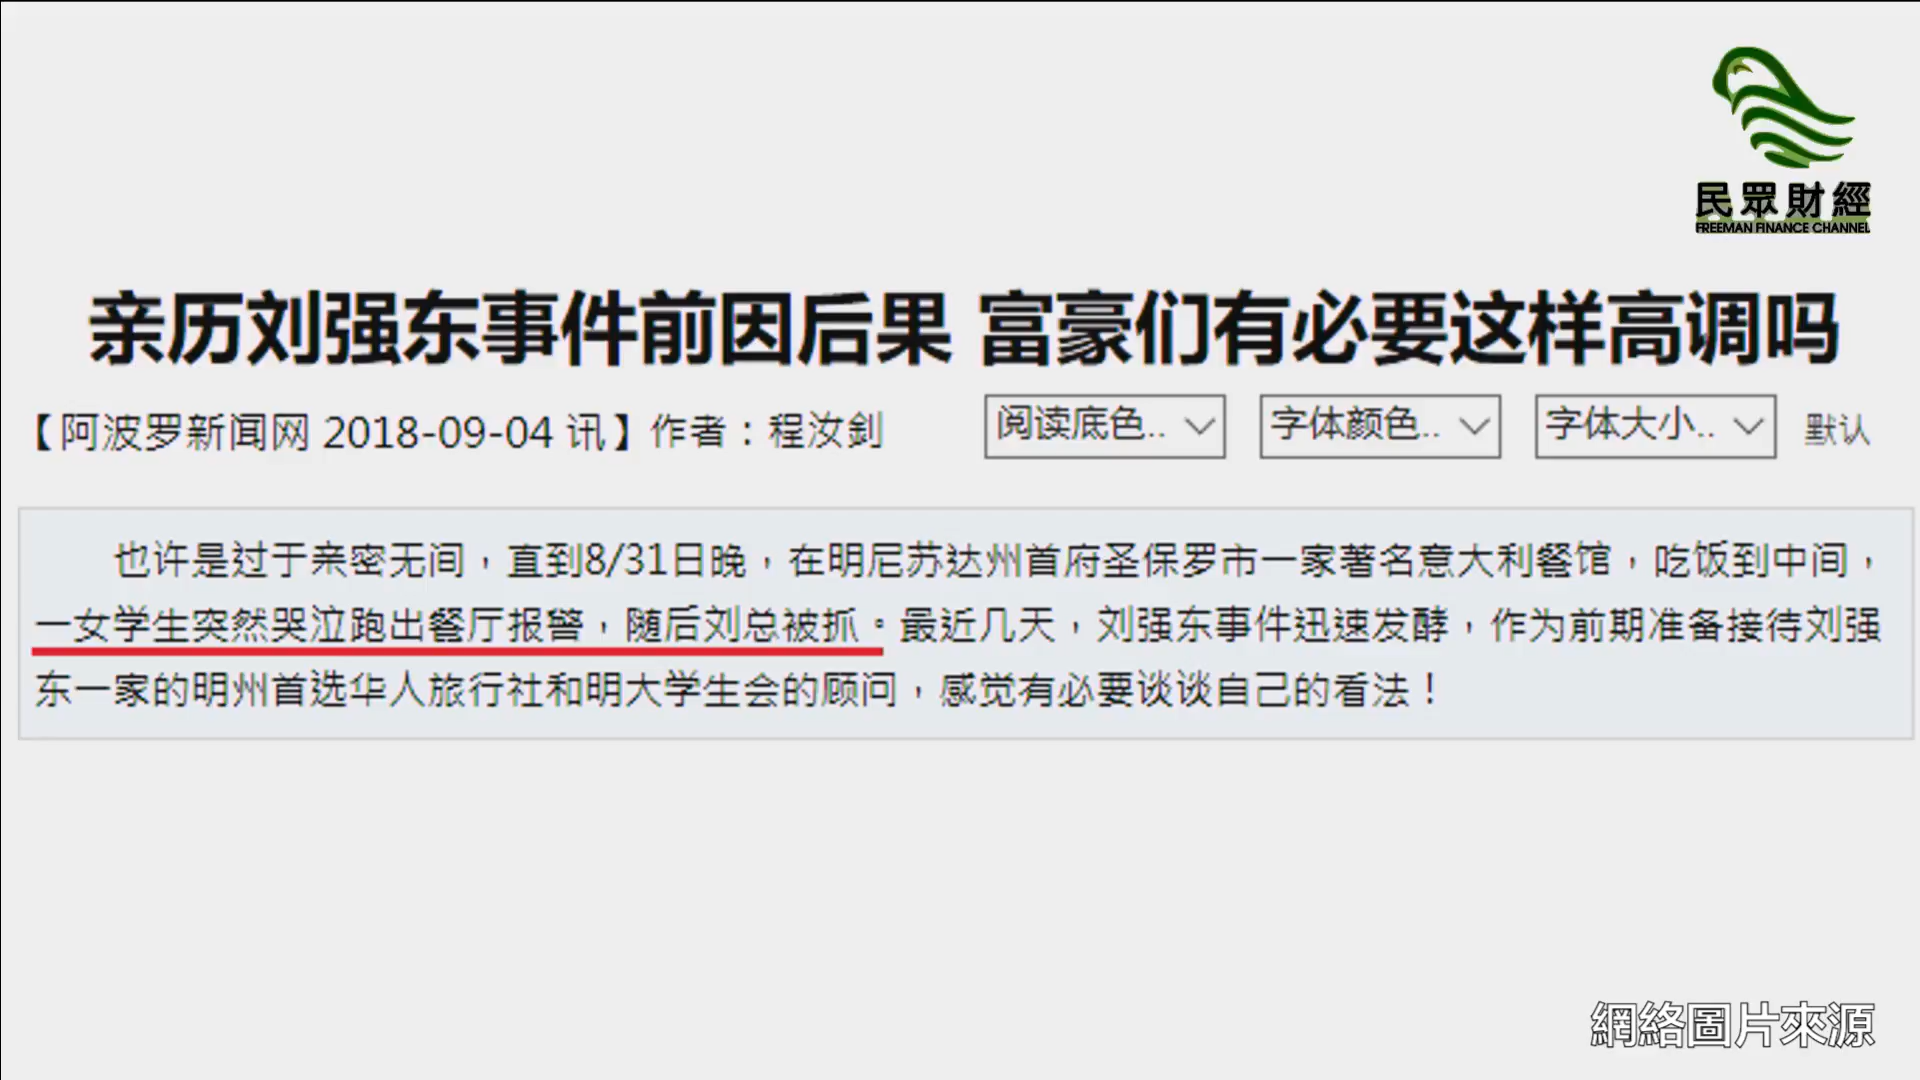 民眾財經
FREEMAN FINANCE CHANNEL
亲历刘强东事件前因后果 富豪们有必要这样高调吗
【阿波罗新闻网 2018-09-04 讯】作者：程汝釗
阅读底色.. 字体颜色.. 字体大小.. 默认
也许是过于亲密无间，直到8/31日晚，在明尼苏达州首府圣保罗市一家著名意大利餐馆，吃饭到中间，
一女学生突然哭泣跑出餐厅报警，随后刘总被抓。最近几天，刘强东事件迅速发酵，作为前期准备接待刘强
东一家的明州首选华人旅行社和明大学生会的顾问，感觉有必要谈谈自己的看法！
網絡圖片來源